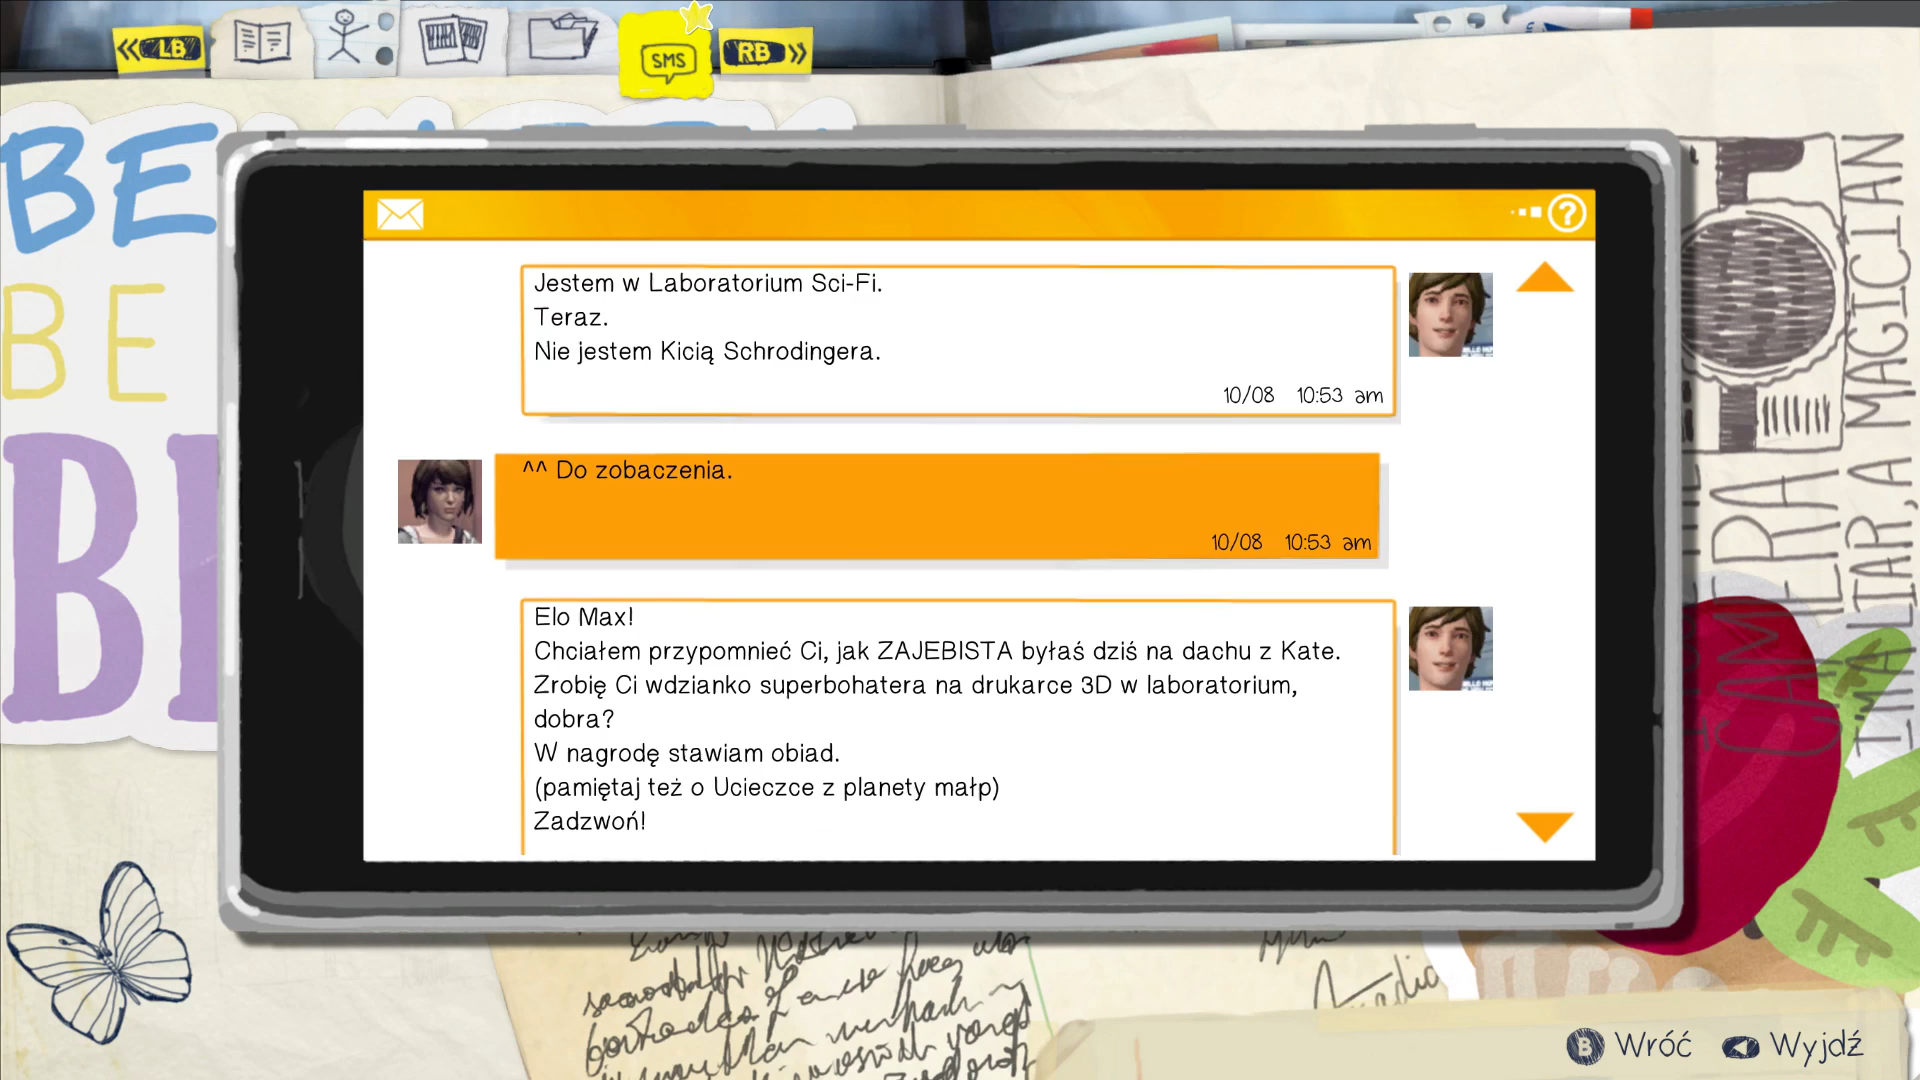 LB
SMS
RB
BE
BE
Jestem w Laboratorium Sci-Fi.
Teraz.
Nie jestem Kicią Schrodingera.
10/08 10:53 am
^^ Do zobaczenia.
10/08 10:53 am
Elo Max!
Chciałem przypomnieć Ci, jak ZAJEBISTA byłaś dziś na dachu z Kate.
Zrobię Ci wdzianko superbohatera na drukarce 3D w laboratorium,
dobra?
W nagrodę stawiam obiad.
(pamiętaj też o Ucieczce z planety małp)
Zadzwoń!
CAMERA
LIAR, A MAGICIAN
B Wróć
Wyjdź